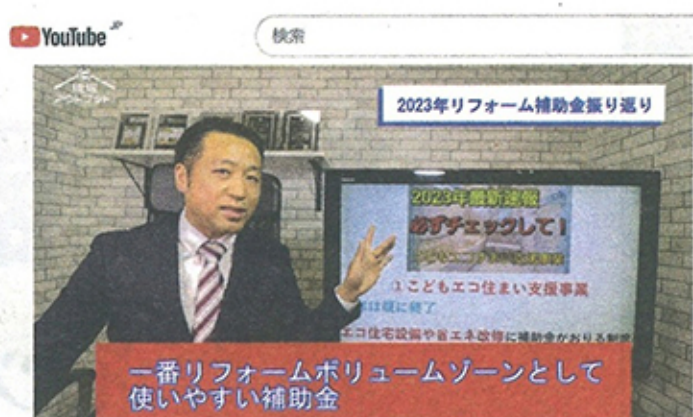 YouTube JP
検索
2023年リフォーム補助金振り返り
2023年最新速報
必ずチェックして!
①こどもエコ住まい支援事業
は既に終了
エコ住宅設備や省エネ改修に補助金がおりる制度
一番リフォームボリュームゾーンとして
使いやすい補助金